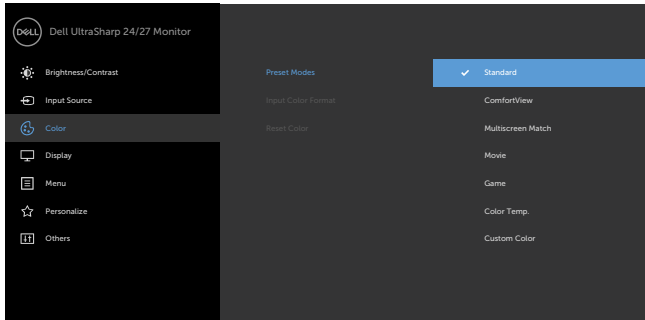 DELL
Dell UltraSharp 24/27 Monitor
Brightness/Contrast
Input Source
Color
Display
Menu
Personalize
Others
Preset Modes
Input Color Format
Reset Color
Standard
ComfortView
Multiscreen Match
Movie
Game
Color Temp.
Custom Color